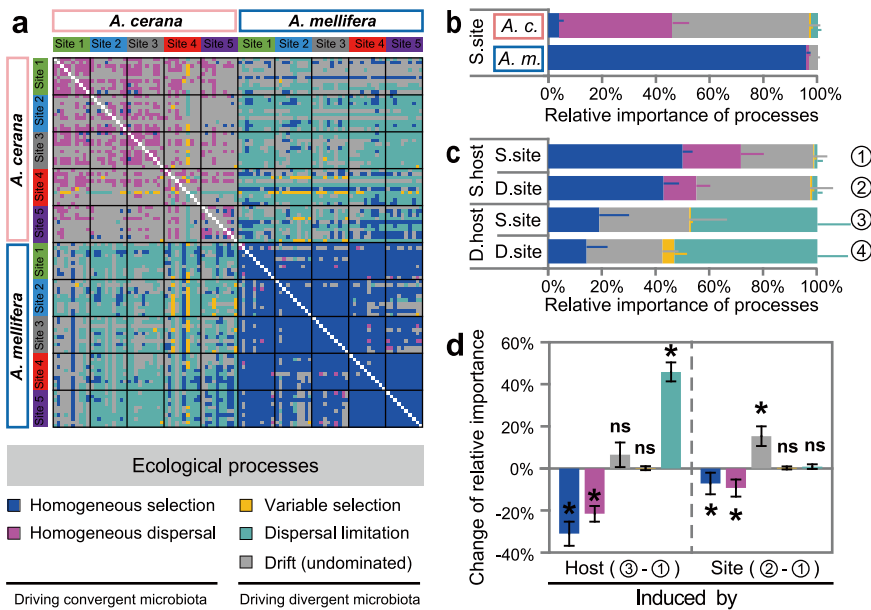 a
A. cerana
A. mellifera
Site 1 Site 2 Site 3 Site 4 Site 5 Site 1 Site 2 Site 3 Site 4 Site 5
A. cerana
Site 1
Site 2
Site 3
Site 4
Site 5
A. mellifera
Site 1
Site 2
Site 3
Site 4
Site 5
Ecological processes
Homogeneous selection
Homogeneous dispersal
Variable selection
Dispersal limitation
Drift (undominated)
Driving convergent microbiota
Driving divergent microbiota
b
S.site
A. c.
A. m.
0% 20% 40% 60% 80% 100%
Relative importance of processes
c
S.host
S.site ①
D.site ②
D.host
S.site ③
D.site ④
0% 20% 40% 60% 80% 100%
Relative importance of processes
d
Change of relative importance
60%
40%
20%
0%
-20%
-40%
* * ns ns *
* * * ns ns
Host ( ③ - ① )
Site ( ② - ① )
Induced by